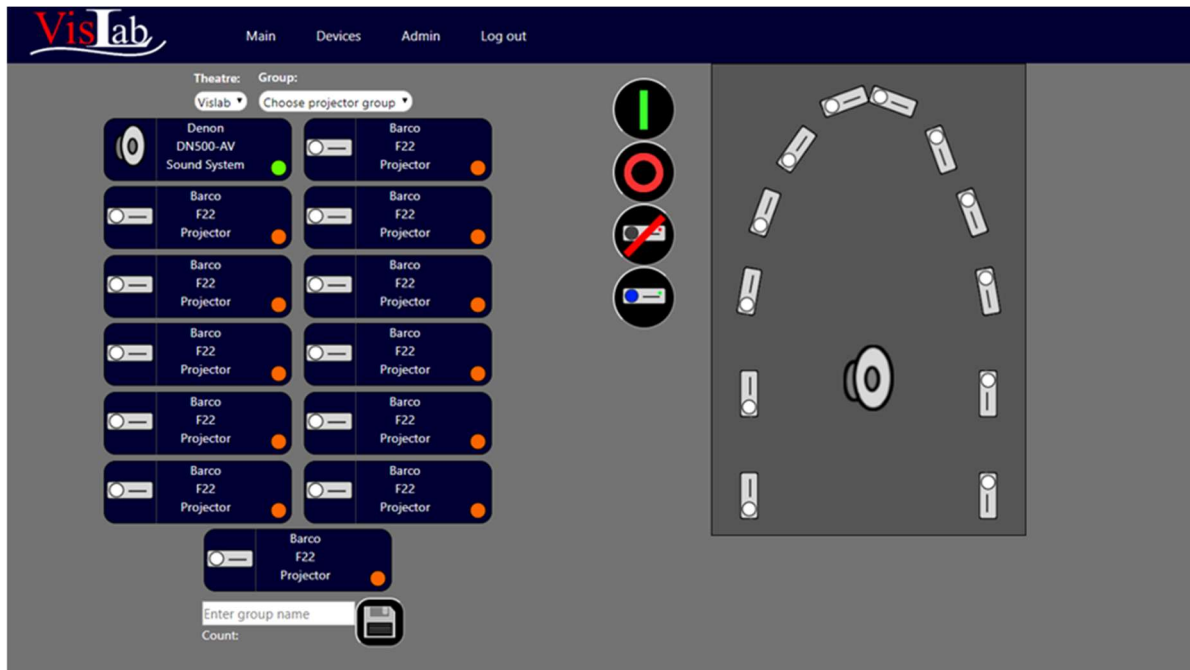 VisLab
Main Devices Admin Log out
Theatre: Group:
Vislab Choose projector group
Denon
DN500-AV
Sound System
Barco
F22
Projector
Barco
F22
Projector
Barco
F22
Projector
Barco
F22
Projector
Barco
F22
Projector
Barco
F22
Projector
Barco
F22
Projector
Barco
F22
Projector
Barco
F22
Projector
Barco
F22
Projector
Barco
F22
Projector
Barco
F22
Projector
Enter group name
Count: